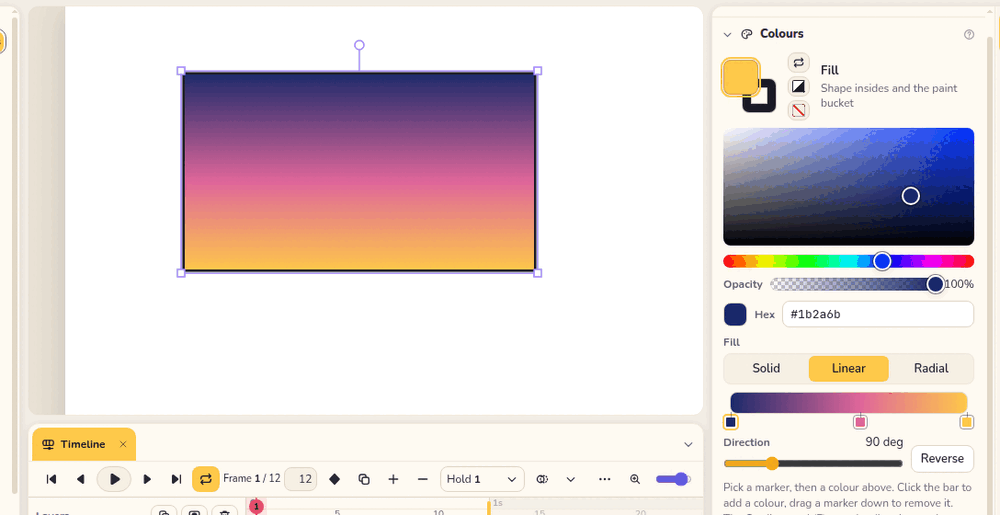 Colours
Fill
Shape insides and the paint
bucket
Opacity
100%
Hex
#1b2a6b
Fill
Solid
Linear
Radial
Direction
90 deg
Reverse
Pick a marker, then a colour above. Click the bar to
add a colour, drag a marker down to remove it.
Timeline
Frame 1 / 12
12
Hold 1
Layers
1
5
10
1s
15
20